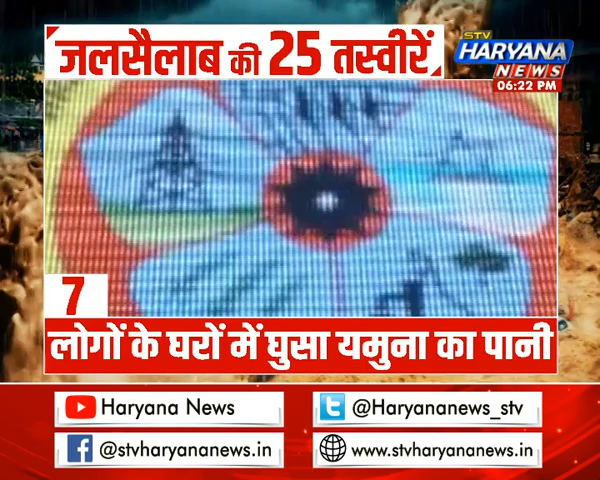 जलसैलाब की 25 तस्वीरें
STV
HARYANA
NEWS
06:22 PM
7
लोगों के घरों में घुसा यमुना का पानी
Haryana News
@Haryananews_stv
@stvharyananews.in
www.stvharyananews.in